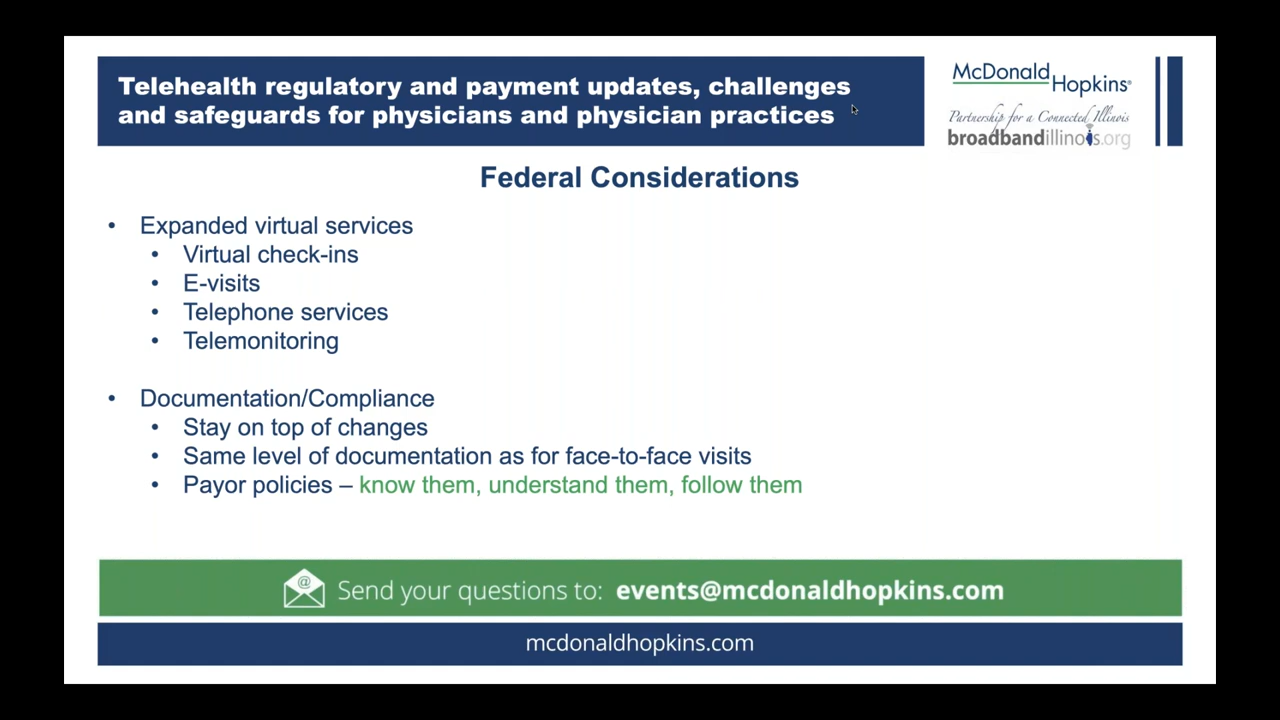 Telehealth regulatory and payment updates, challenges
and safeguards for physicians and physician practices
McDonald
Hopkins®
Partnership for a Connected Illinois
broadbandillinois.org
Federal Considerations
• Expanded virtual services
• Virtual check-ins
• E-visits
• Telephone services
• Telemonitoring
• Documentation/Compliance
• Stay on top of changes
• Same level of documentation as for face-to-face visits
• Payor policies – know them, understand them, follow them
@
Send your questions to: events@mcdonaldhopkins.com
mcdonaldhopkins.com